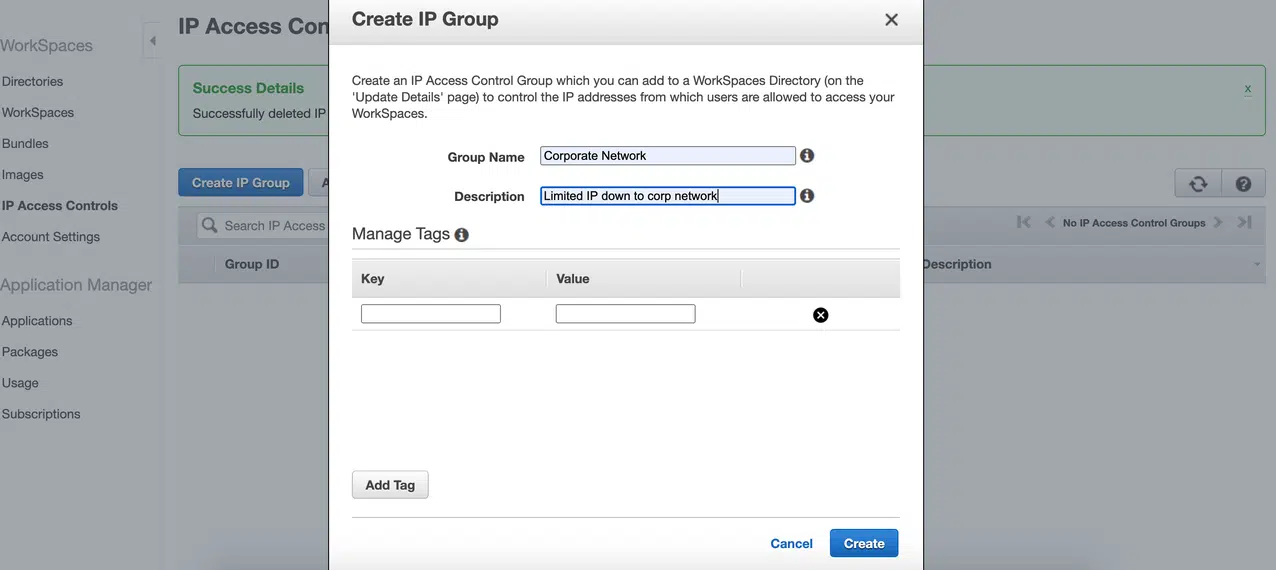 IP Access Con
WorkSpaces
Directories
WorkSpaces
Bundles
Images
IP Access Controls
Account Settings
Application Manager
Applications
Packages
Usage
Subscriptions
Success Details
x
Successfully deleted IP
Create IP Group
A
Search IP Access
No IP Access Control Groups
Group ID
Description
Create IP Group
Create an IP Access Control Group which you can add to a WorkSpaces Directory (on the
'Update Details' page) to control the IP addresses from which users are allowed to access your
WorkSpaces.
Group Name Corporate Network
Description Limited IP down to corp network
Manage Tags
Key Value
Add Tag
Cancel Create